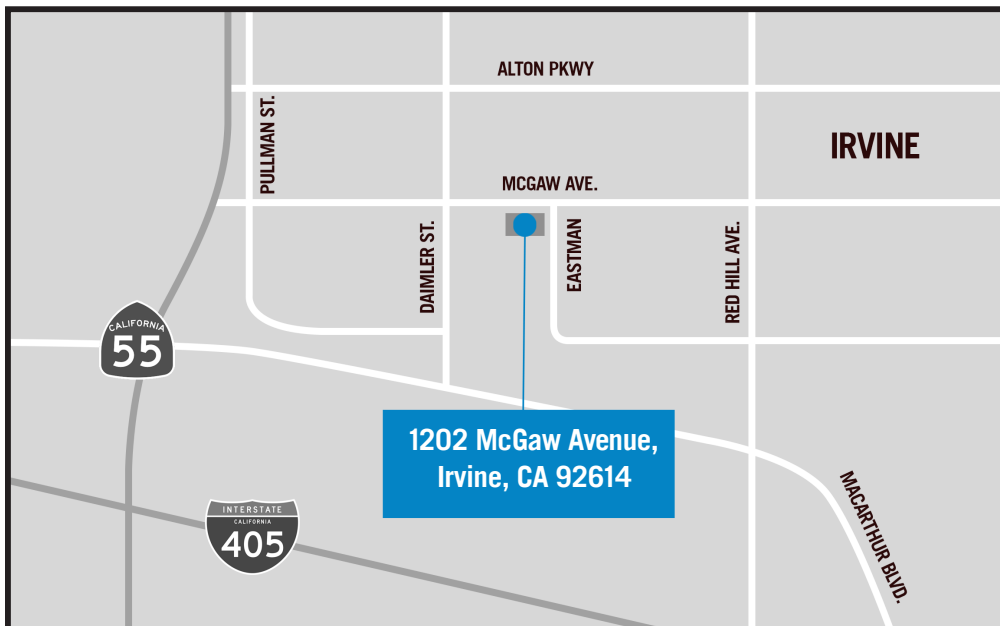 ALTON PKWY
PULLMAN ST.
IRVINE
MCGAW AVE.
DAIMLER ST.
EASTMAN
RED HILL AVE.
CALIFORNIA
55
1202 McGaw Avenue,
Irvine, CA 92614
MACARTHUR BLVD.
INTERSTATE
CALIFORNIA
405